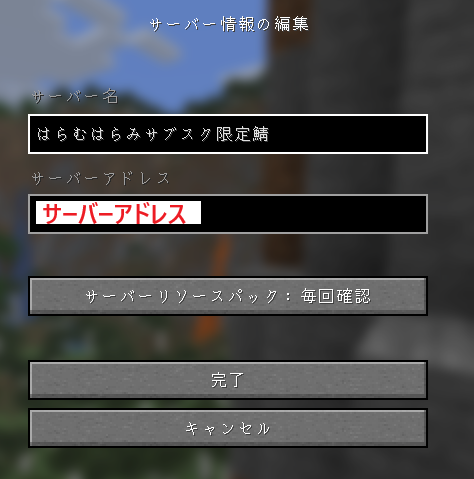 サーバー情報の編集
サーバー名
はらむはらみサブスク限定鯖
サーバーアドレス
サーバーアドレス
サーバーリソースパック：毎回確認
完了
キャンセル